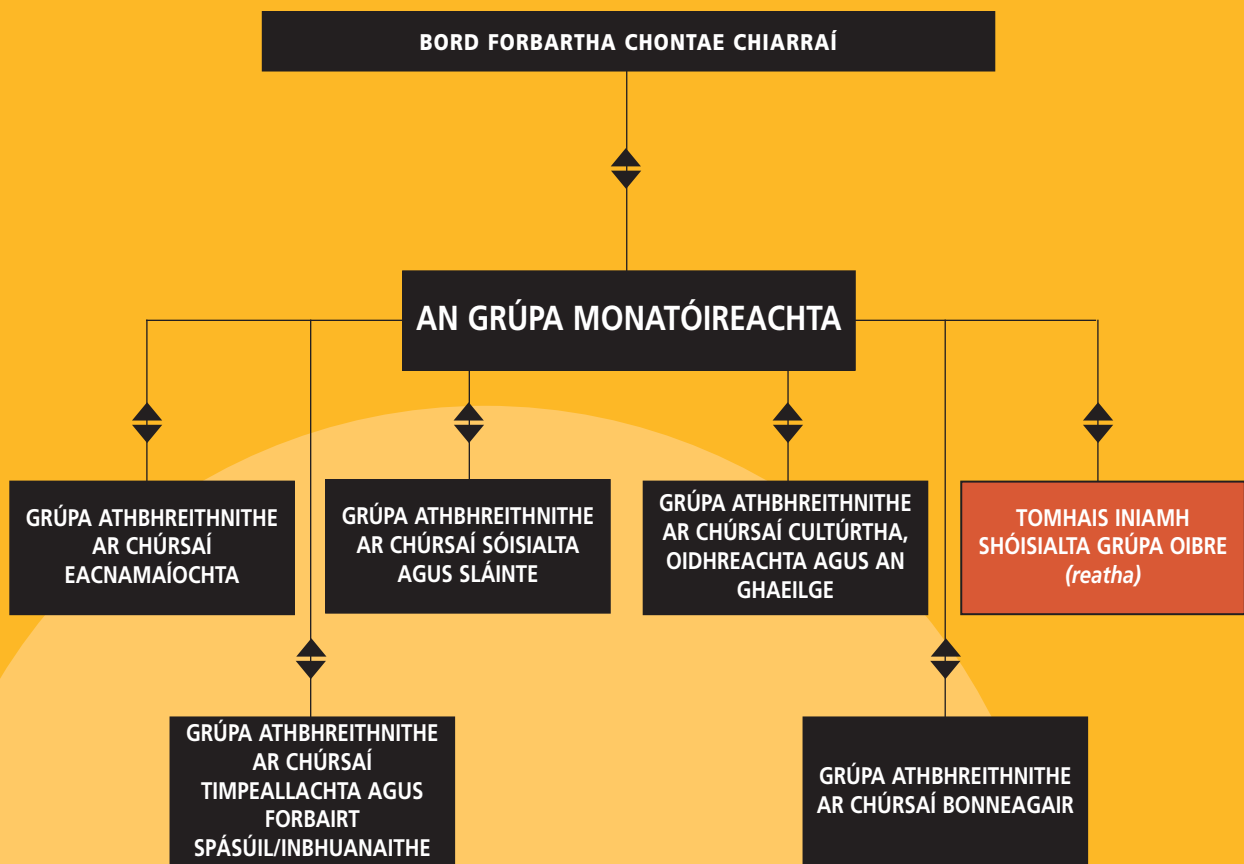 BORD FORBARTHA CHONTAE CHIARRAÍ
AN GRÚPA MONATÓIREACHTA
GRÚPA ATHBHREITHNITHE
AR CHÚRSAÍ
EACNAMAÍOCHTA
GRÚPA ATHBHREITHNITHE
AR CHÚRSAÍ SÓISIALTA
AGUS SLÁINTE
GRÚPA ATHBHREITHNITHE
AR CHÚRSAÍ CULTÚRTHA,
OIDHREACHTA AGUS AN
GHAEILGE
TOMHAIS INIAMH
SHÓISIALTA GRÚPA OIBRE
(reatha)
GRÚPA ATHBHREITHNITHE
AR CHÚRSAÍ
TIMPEALLACHTA AGUS
FORBAIRT
SPÁSÚIL/INBHUANAITHE
GRÚPA ATHBHREITHNITHE
AR CHÚRSAÍ BONNEAGAIR